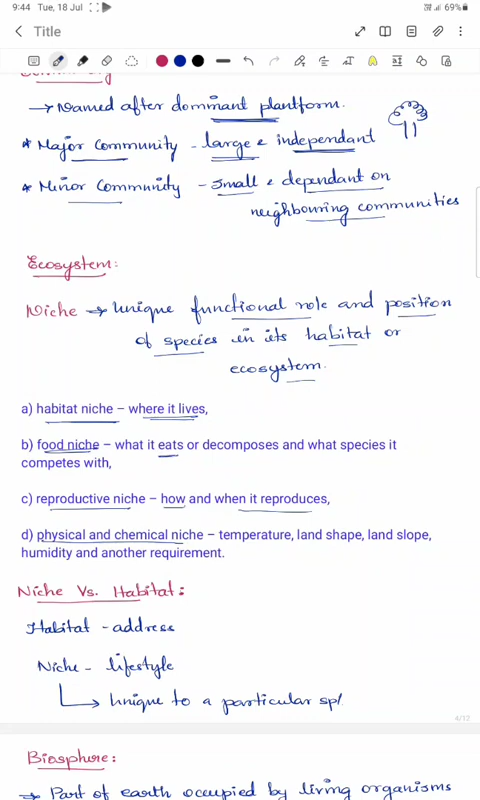 9:44 Tue, 18 Jul
69%
Title
→ Named after dominant plantform.
* Major Community - large & independant
* Minor Community - Small & dependant on
neighbouring communities
Ecosystem:
Niche → Unique functional role and position
of species in its habitat or
ecosystem.
a) habitat niche – where it lives,
b) food niche – what it eats or decomposes and what species it
competes with,
c) reproductive niche – how and when it reproduces,
d) physical and chemical niche – temperature, land shape, land slope,
humidity and another requirement.
Niche Vs. Habitat:
Habitat - address
Niche - lifestyle
→ Unique to a particular sp/.
4/12
Biosphere:
→ Part of earth occupied by living organisms